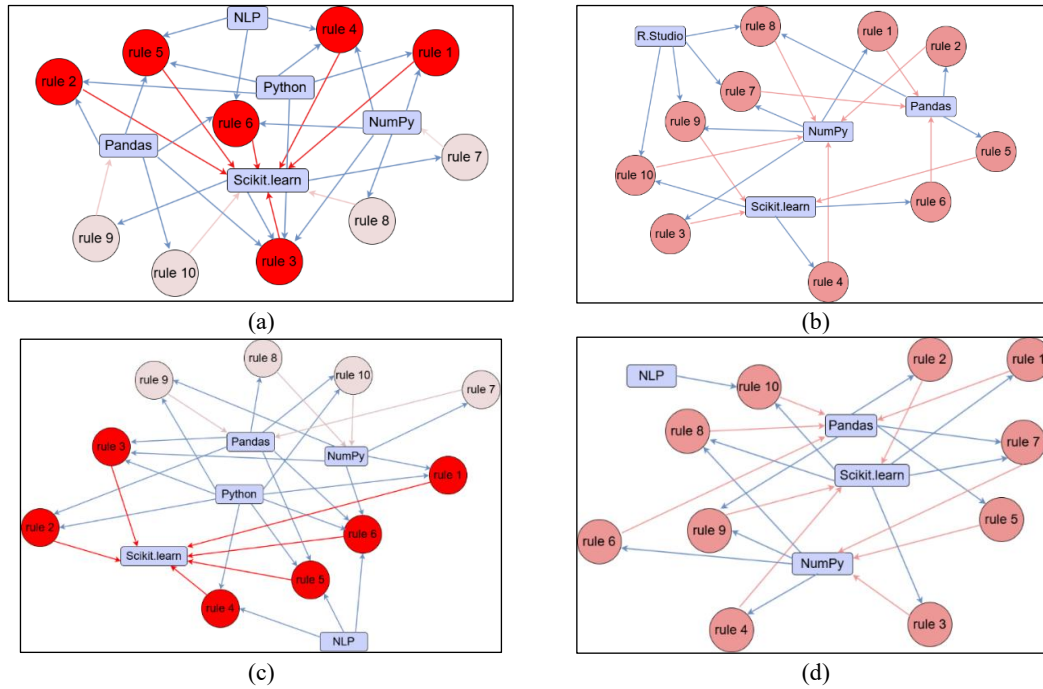 NLP
rule 4
rule 5
rule 1
rule 2
Python
rule 6
NumPy
Pandas
rule 7
Scikit.learn
rule 8
rule 9
rule 3
rule 10
(a)
R.Studio
rule 8
rule 1
rule 2
rule 7
Pandas
rule 9
NumPy
rule 5
rule 10
Scikit.learn
rule 6
rule 3
rule 4
(b)
rule 8
rule 9
rule 10
rule 7
Pandas
rule 3
NumPy
rule 1
Python
rule 2
rule 6
Scikit.learn
rule 5
rule 4
NLP
(c)
rule 2
rule 1
NLP
rule 10
Pandas
rule 8
rule 7
Scikit.learn
rule 5
rule 9
rule 6
NumPy
rule 3
rule 4
(d)